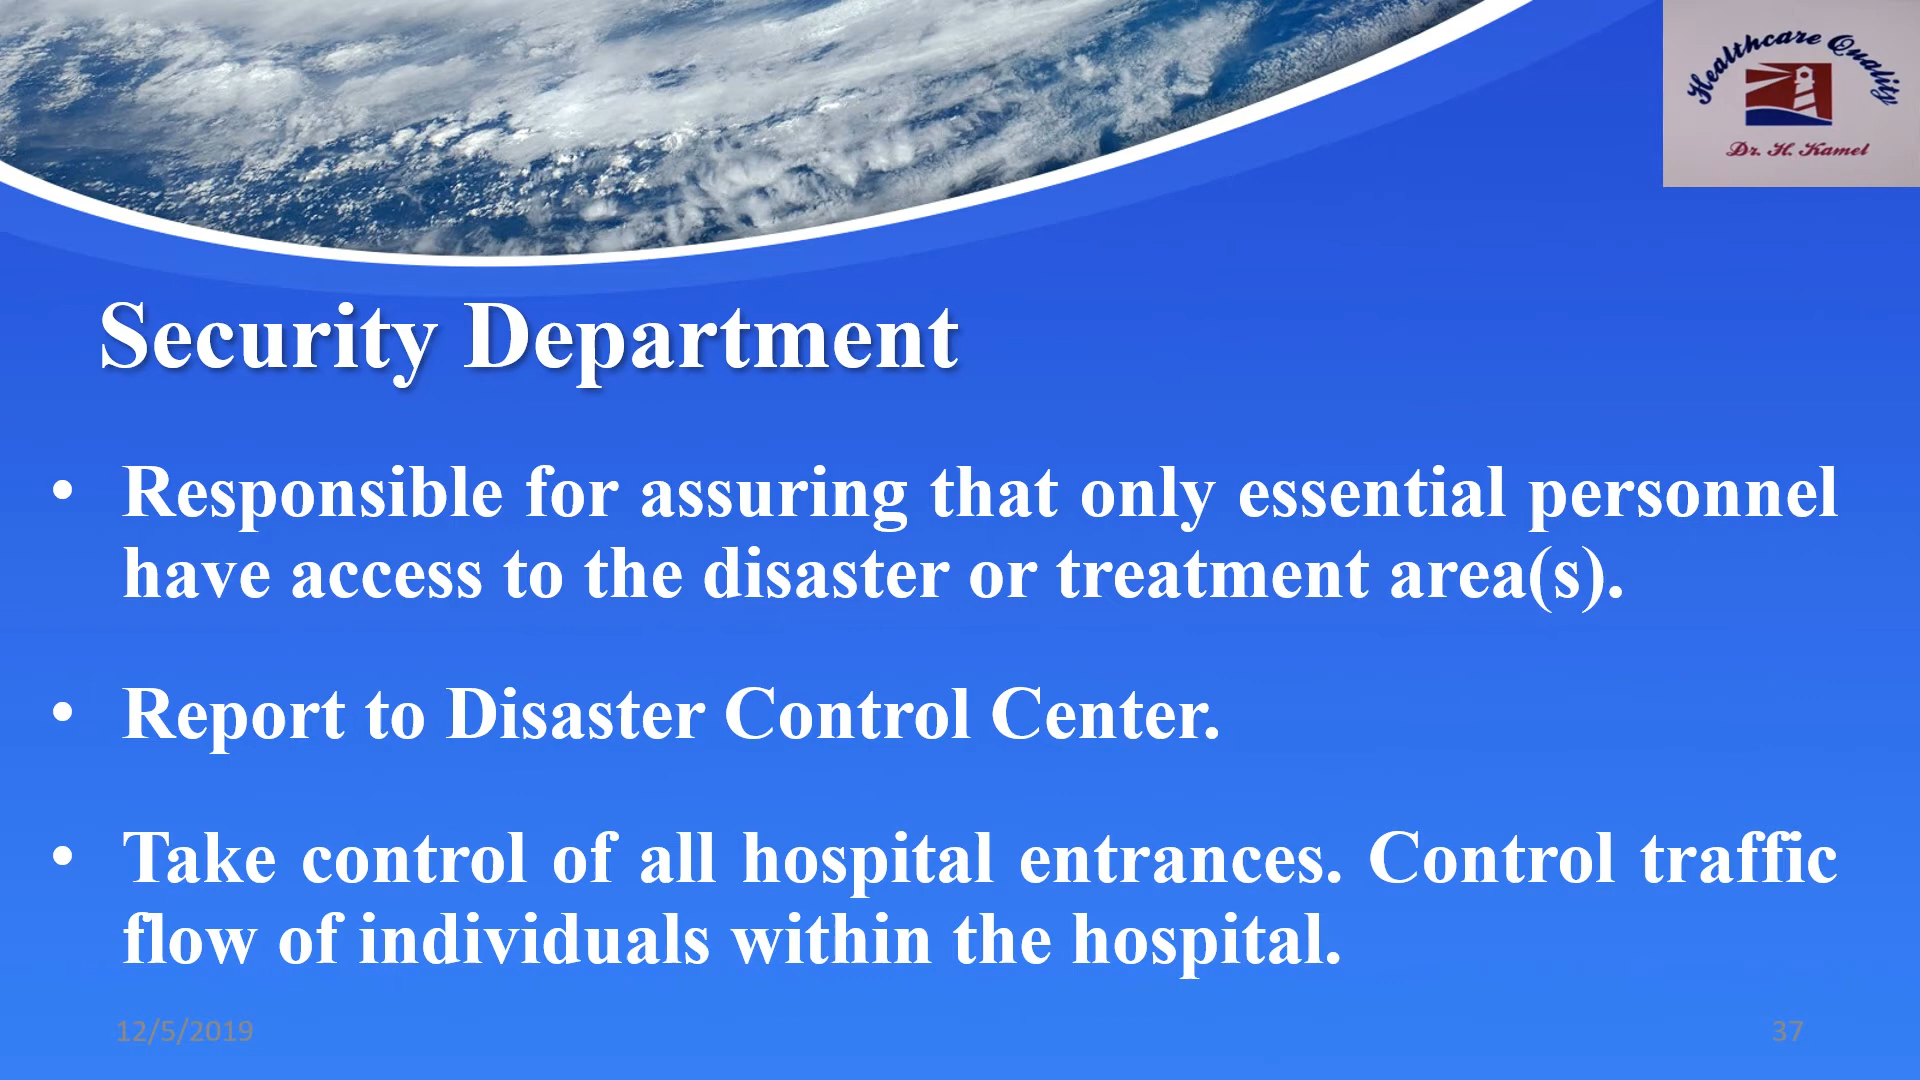 Healthcare Quality
Dr. H. Kamel
Security Department
• Responsible for assuring that only essential personnel
have access to the disaster or treatment area(s).
• Report to Disaster Control Center.
• Take control of all hospital entrances. Control traffic
flow of individuals within the hospital.
12/5/2019
37